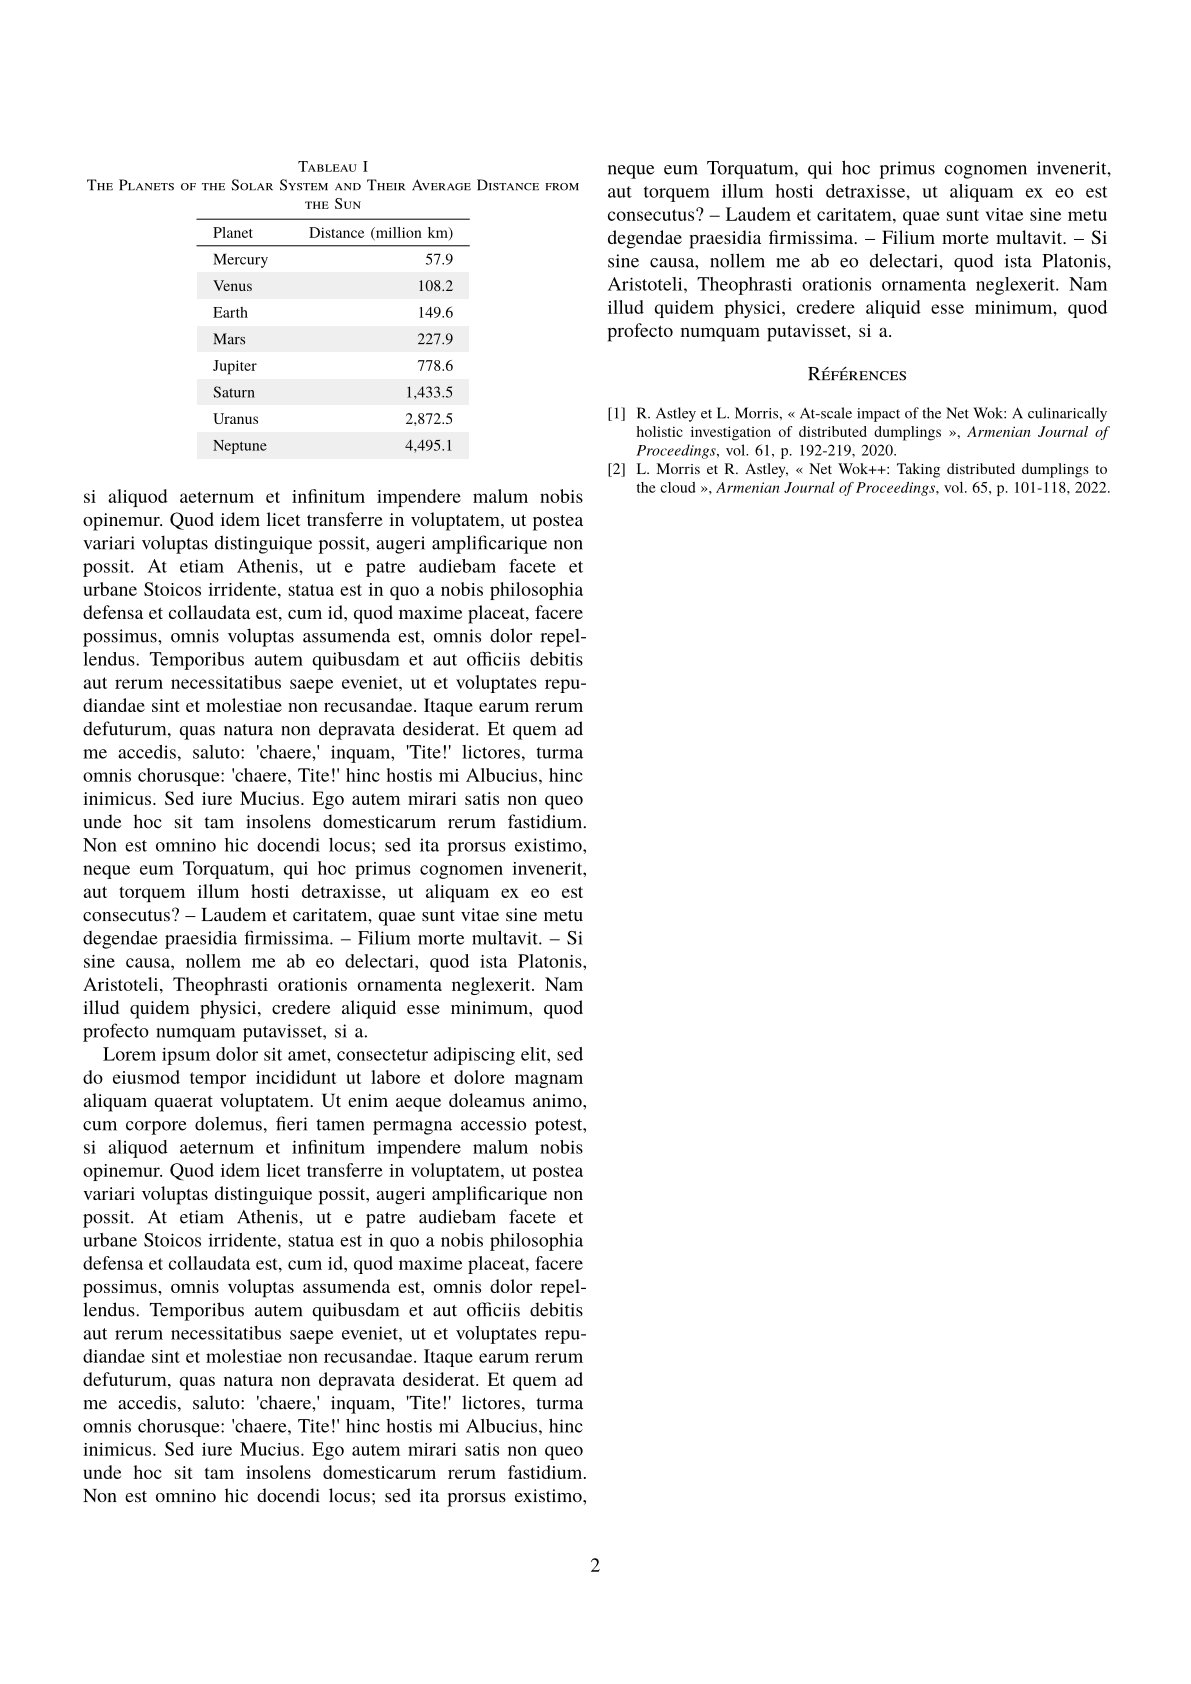 Tableau I
The Planets of the Solar System and Their Average Distance from
the Sun
Planet Distance (million km)
Mercury 57.9
Venus 108.2
Earth 149.6
Mars 227.9
Jupiter 778.6
Saturn 1,433.5
Uranus 2,872.5
Neptune 4,495.1
si aliquod aeternum et infinitum impendere malum nobis
opinemur. Quod idem licet transferre in voluptatem, ut postea
variari voluptas distinguique possit, augeri amplificarique non
possit. At etiam Athenis, ut e patre audiebam facete et
urbane Stoicos irridente, statua est in quo a nobis philosophia
defensa et collaudata est, cum id, quod maxime placeat, facere
possimus, omnis voluptas assumenda est, omnis dolor repel-
lendus. Temporibus autem quibusdam et aut officiis debitis
aut rerum necessitatibus saepe eveniet, ut et voluptates repu-
diandae sint et molestiae non recusandae. Itaque earum rerum
defuturum, quas natura non depravata desiderat. Et quem ad
me accedis, saluto: 'chaere,' inquam, 'Tite!' lictores, turma
omnis chorusque: 'chaere, Tite!' hinc hostis mi Albucius, hinc
inimicus. Sed iure Mucius. Ego autem mirari satis non queo
unde hoc sit tam insolens domesticarum rerum fastidium.
Non est omnino hic docendi locus; sed ita prorsus existimo,
neque eum Torquatum, qui hoc primus cognomen invenerit,
aut torquem illum hosti detraxisse, ut aliquam ex eo est
consecutus? – Laudem et caritatem, quae sunt vitae sine metu
degendae praesidia firmissima. – Filium morte multavit. – Si
sine causa, nollem me ab eo delectari, quod ista Platonis,
Aristoteli, Theophrasti orationis ornamenta neglexerit. Nam
illud quidem physici, credere aliquid esse minimum, quod
profecto numquam putavisset, si a.
Lorem ipsum dolor sit amet, consectetur adipiscing elit, sed
do eiusmod tempor incididunt ut labore et dolore magnam
aliquam quaerat voluptatem. Ut enim aeque doleamus animo,
cum corpore dolemus, fieri tamen permagna accessio potest,
si aliquod aeternum et infinitum impendere malum nobis
opinemur. Quod idem licet transferre in voluptatem, ut postea
variari voluptas distinguique possit, augeri amplificarique non
possit. At etiam Athenis, ut e patre audiebam facete et
urbane Stoicos irridente, statua est in quo a nobis philosophia
defensa et collaudata est, cum id, quod maxime placeat, facere
possimus, omnis voluptas assumenda est, omnis dolor repel-
lendus. Temporibus autem quibusdam et aut officiis debitis
aut rerum necessitatibus saepe eveniet, ut et voluptates repu-
diandae sint et molestiae non recusandae. Itaque earum rerum
defuturum, quas natura non depravata desiderat. Et quem ad
me accedis, saluto: 'chaere,' inquam, 'Tite!' lictores, turma
omnis chorusque: 'chaere, Tite!' hinc hostis mi Albucius, hinc
inimicus. Sed iure Mucius. Ego autem mirari satis non queo
unde hoc sit tam insolens domesticarum rerum fastidium.
Non est omnino hic docendi locus; sed ita prorsus existimo,
neque eum Torquatum, qui hoc primus cognomen invenerit,
aut torquem illum hosti detraxisse, ut aliquam ex eo est
consecutus? – Laudem et caritatem, quae sunt vitae sine metu
degendae praesidia firmissima. – Filium morte multavit. – Si
sine causa, nollem me ab eo delectari, quod ista Platonis,
Aristoteli, Theophrasti orationis ornamenta neglexerit. Nam
illud quidem physici, credere aliquid esse minimum, quod
profecto numquam putavisset, si a.
Références
[1] R. Astley et L. Morris, « At-scale impact of the Net Wok: A culinarically
holistic investigation of distributed dumplings », Armenian Journal of
Proceedings, vol. 61, p. 192-219, 2020.
[2] L. Morris et R. Astley, « Net Wok++: Taking distributed dumplings to
the cloud », Armenian Journal of Proceedings, vol. 65, p. 101-118, 2022.
2